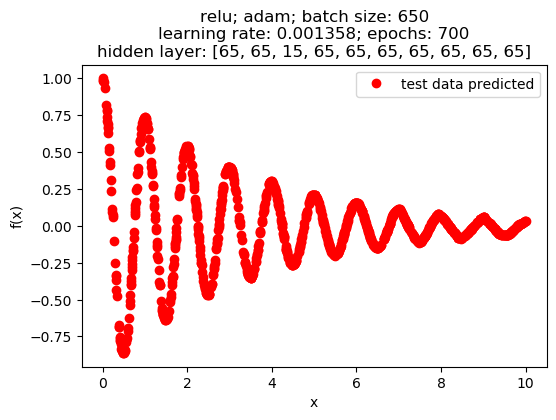 relu; adam; batch size: 650
learning rate: 0.001358; epochs: 700
hidden layer: [65, 65, 15, 65, 65, 65, 65, 65, 65, 65]
test data predicted
1.00
0.75
0.50
0.25
0.00
−0.25
−0.50
−0.75
f(x)
0 2 4 6 8 10
x